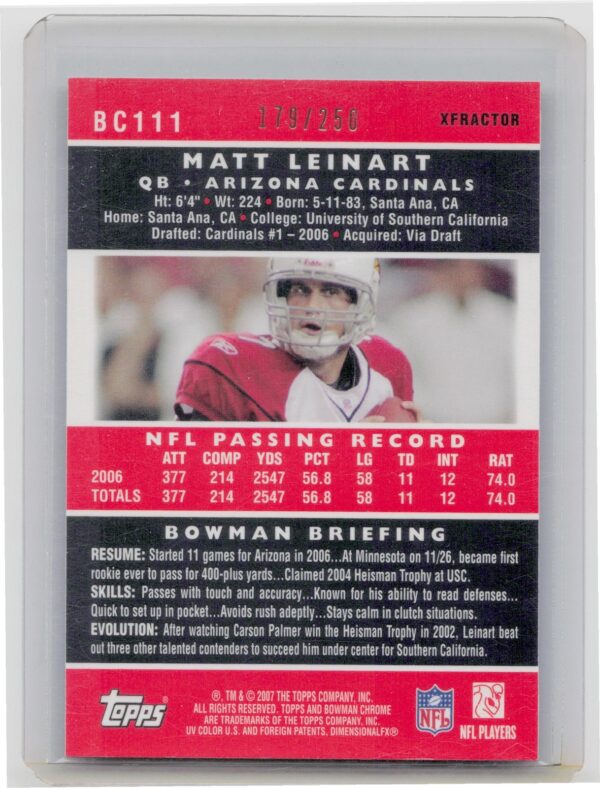 BC111 179/250 XFRACTOR
MATT LEINART
QB • ARIZONA CARDINALS
Ht: 6'4" • Wt: 224 • Born: 5-11-83, Santa Ana, CA
Home: Santa Ana, CA • College: University of Southern California
Drafted: Cardinals #1 – 2006 • Acquired: Via Draft
NFL PASSING RECORD
ATT COMP YDS PCT LG TD INT RAT
2006 377 214 2547 56.8 58 11 12 74.0
TOTALS 377 214 2547 56.8 58 11 12 74.0
BOWMAN BRIEFING
RESUME: Started 11 games for Arizona in 2006...At Minnesota on 11/26, became first
rookie ever to pass for 400-plus yards...Claimed 2004 Heisman Trophy at USC.
SKILLS: Passes with touch and accuracy...Known for his ability to read defenses...
Quick to set up in pocket...Avoids rush adeptly...Stays calm in clutch situations.
EVOLUTION: After watching Carson Palmer win the Heisman Trophy in 2002, Leinart beat
out three other talented contenders to succeed him under center for Southern California.
Topps
®, TM & © 2007 THE TOPPS COMPANY, INC.
ALL RIGHTS RESERVED. TOPPS AND BOWMAN CHROME
ARE TRADEMARKS OF THE TOPPS COMPANY, INC.
UV COLOR U.S. AND FOREIGN PATENTS. DIMENSIONALFX®
NFL
NFL PLAYERS